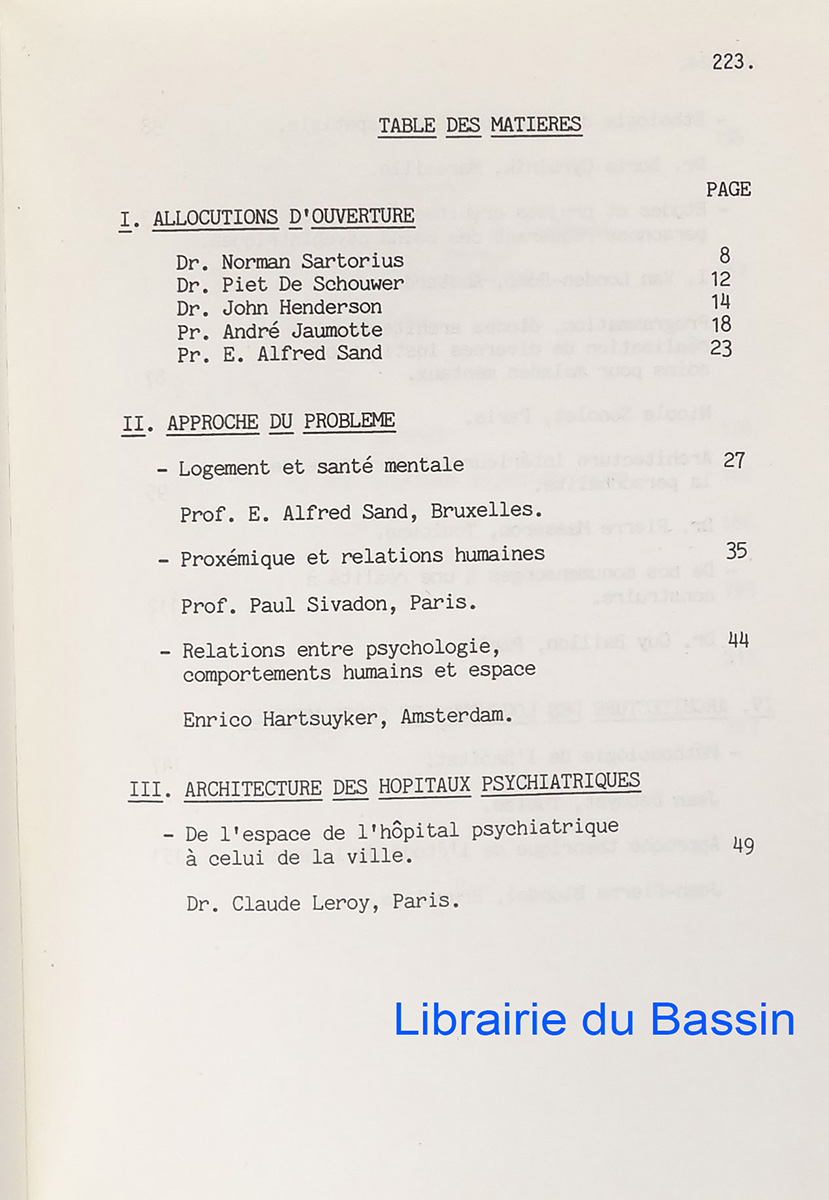 223.
TABLE DES MATIERES
PAGE
I. ALLOCUTIONS D'OUVERTURE
Dr. Norman Sartorius 8
Dr. Piet De Schouwer 12
Dr. John Henderson 14
Pr. André Jaumotte 18
Pr. E. Alfred Sand 23
II. APPROCHE DU PROBLEME
- Logement et santé mentale 27
Prof. E. Alfred Sand, Bruxelles.
- Proxémique et relations humaines 35
Prof. Paul Sivadon, Paris.
- Relations entre psychologie, 44
comportements humains et espace
Enrico Hartsuyker, Amsterdam.
III. ARCHITECTURE DES HOPITAUX PSYCHIATRIQUES
- De l'espace de l'hôpital psychiatrique
à celui de la ville. 49
Dr. Claude Leroy, Paris.
Librairie du Bassin